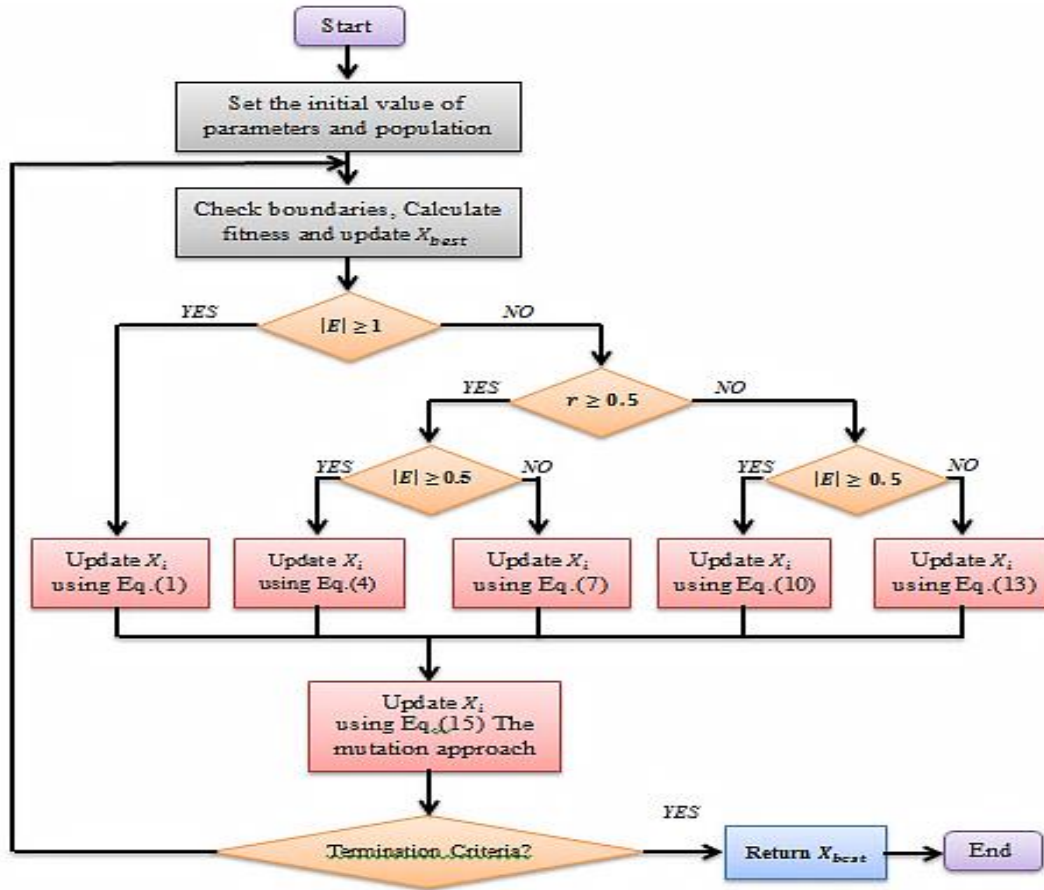 Start
Set the initial value of
parameters and population
Check boundaries, Calculate
fitness and update X_best
YES
|E| ≥ 1
NO
YES
r ≥ 0.5
NO
YES
|E| ≥ 0.5
NO
YES
|E| ≥ 0.5
NO
Update X_i
using Eq.(1)
Update X_i
using Eq.(4)
Update X_i
using Eq.(7)
Update X_i
using Eq.(10)
Update X_i
using Eq.(13)
Update X_i
using Eq.(15) The
mutation approach
Termination Criteria?
YES
Return X_best
End